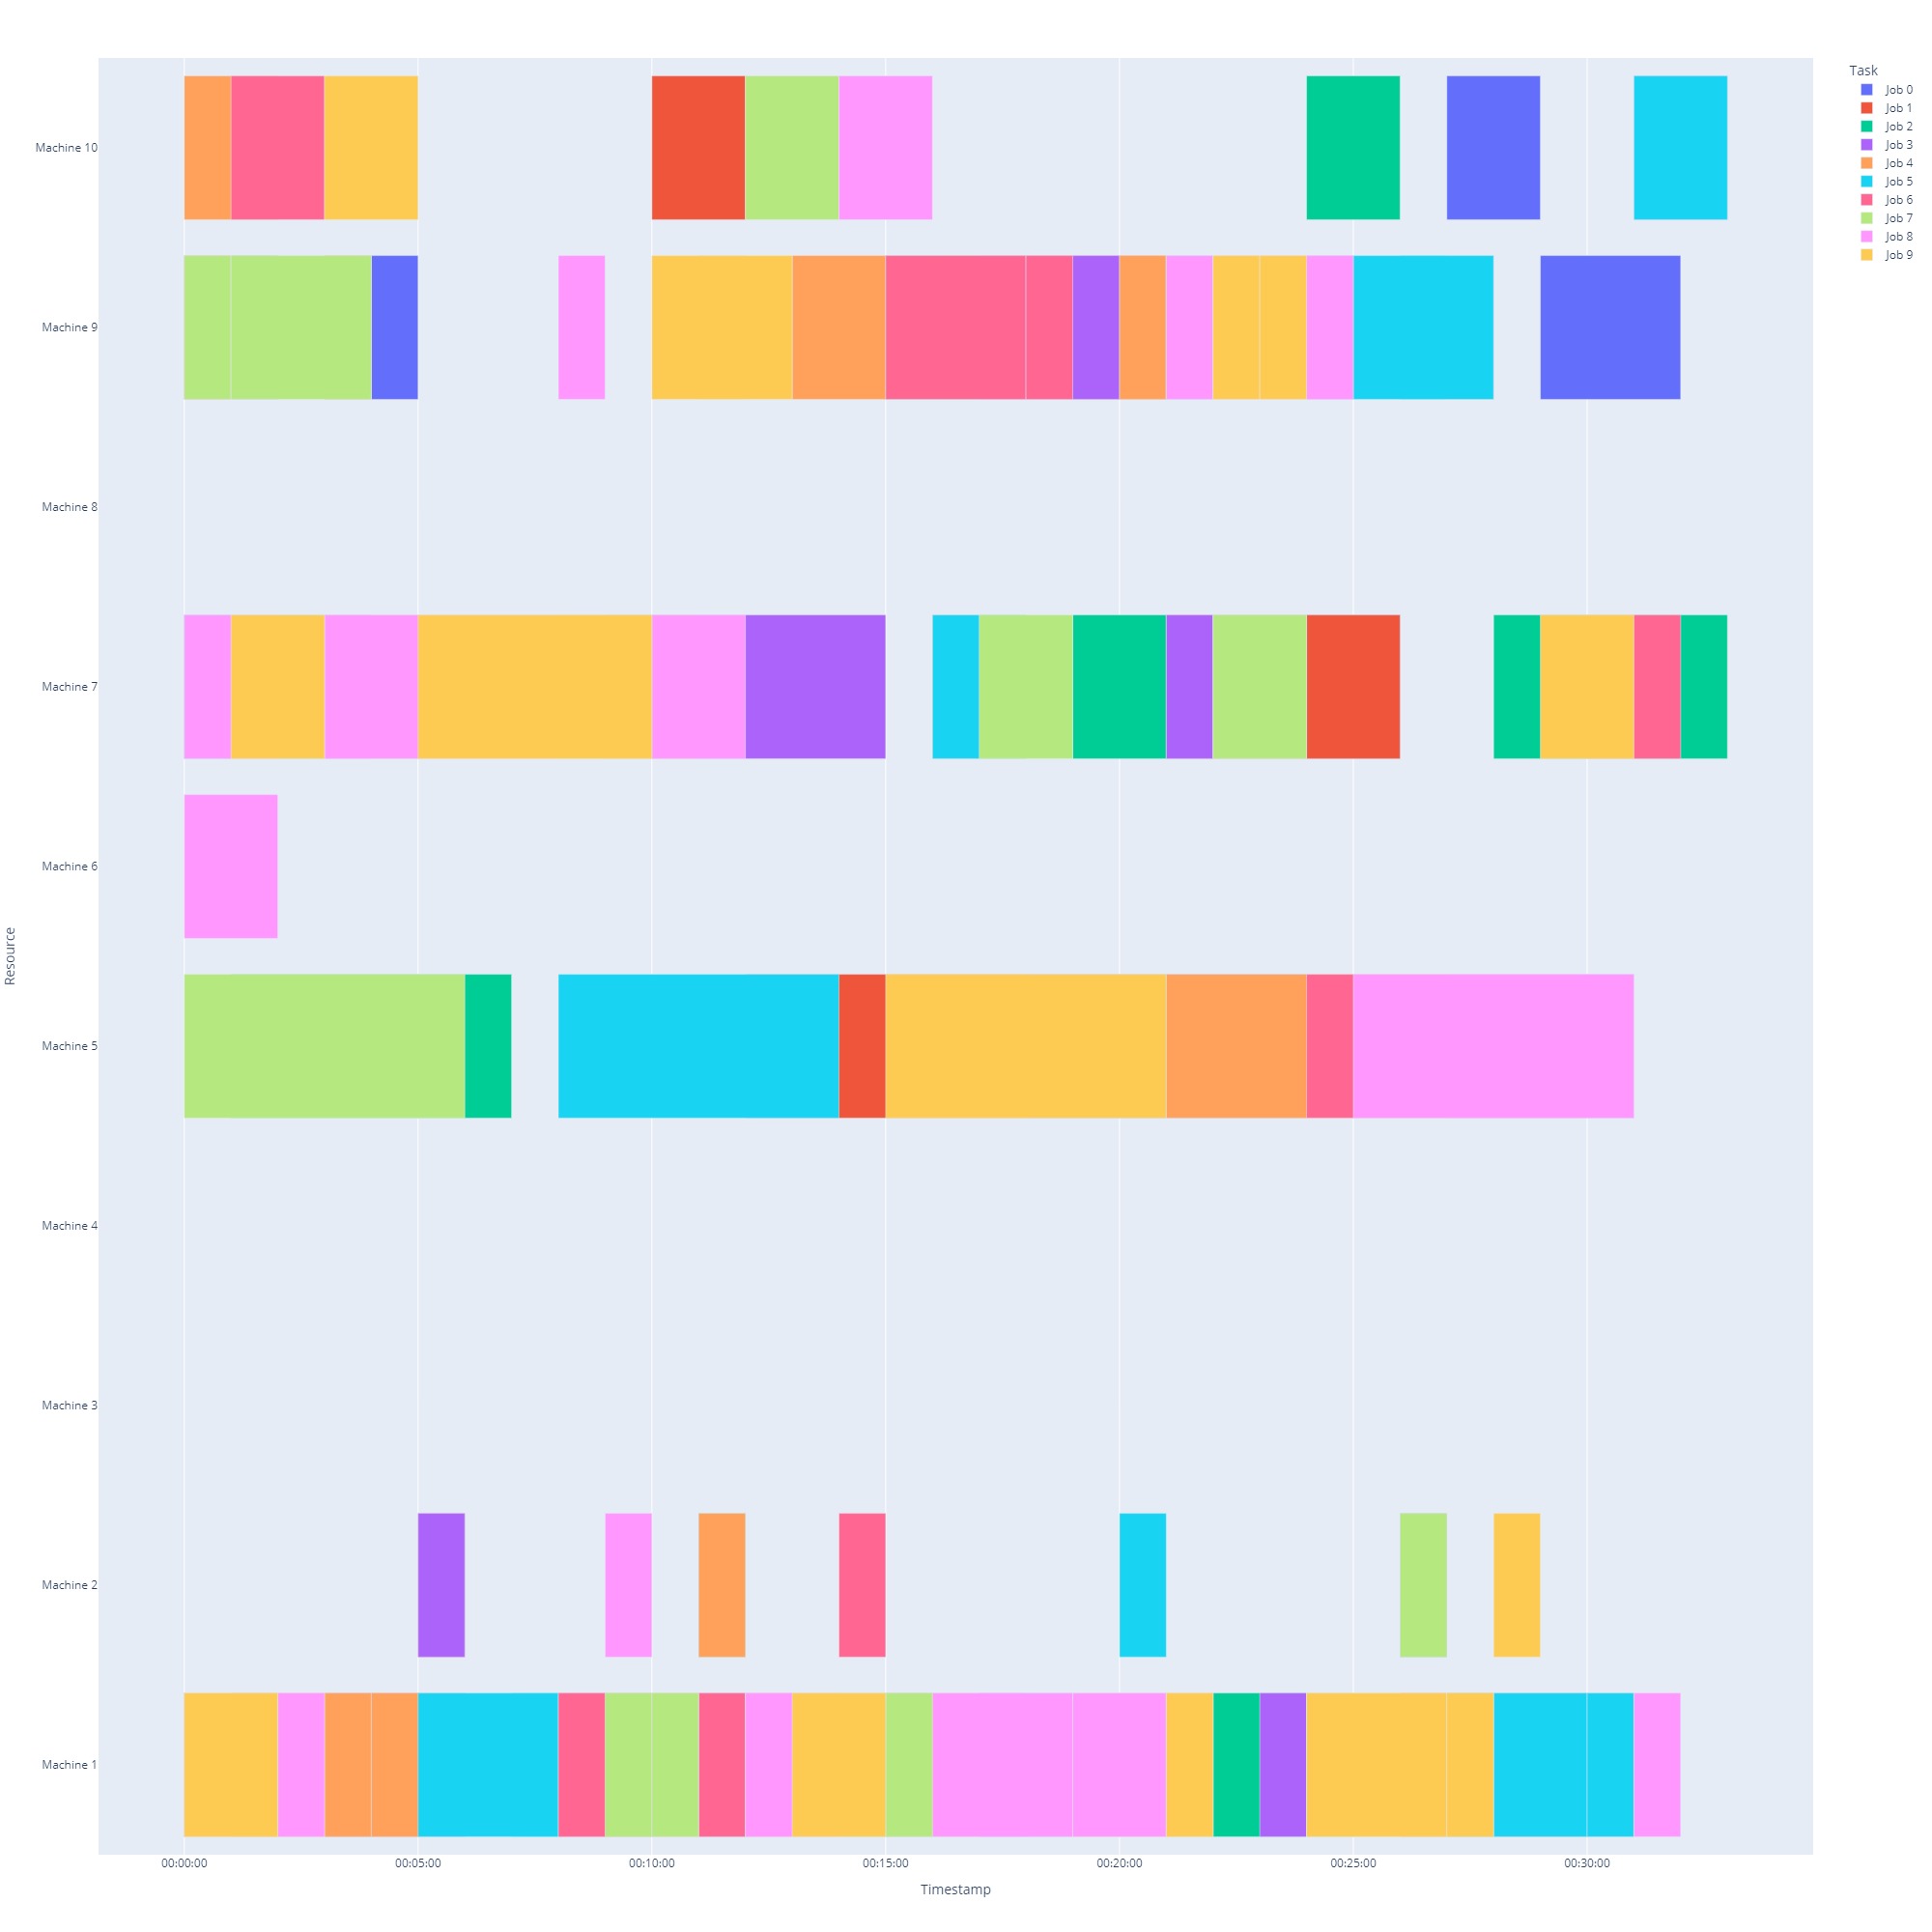 Task
Job 0
Job 1
Job 2
Job 3
Job 4
Job 5
Job 6
Job 7
Job 8
Job 9
Machine 10
Machine 9
Machine 8
Machine 7
Machine 6
Resource
Machine 5
Machine 4
Machine 3
Machine 2
Machine 1
00:00:00 00:05:00 00:10:00 00:15:00 00:20:00 00:25:00 00:30:00
Timestamp